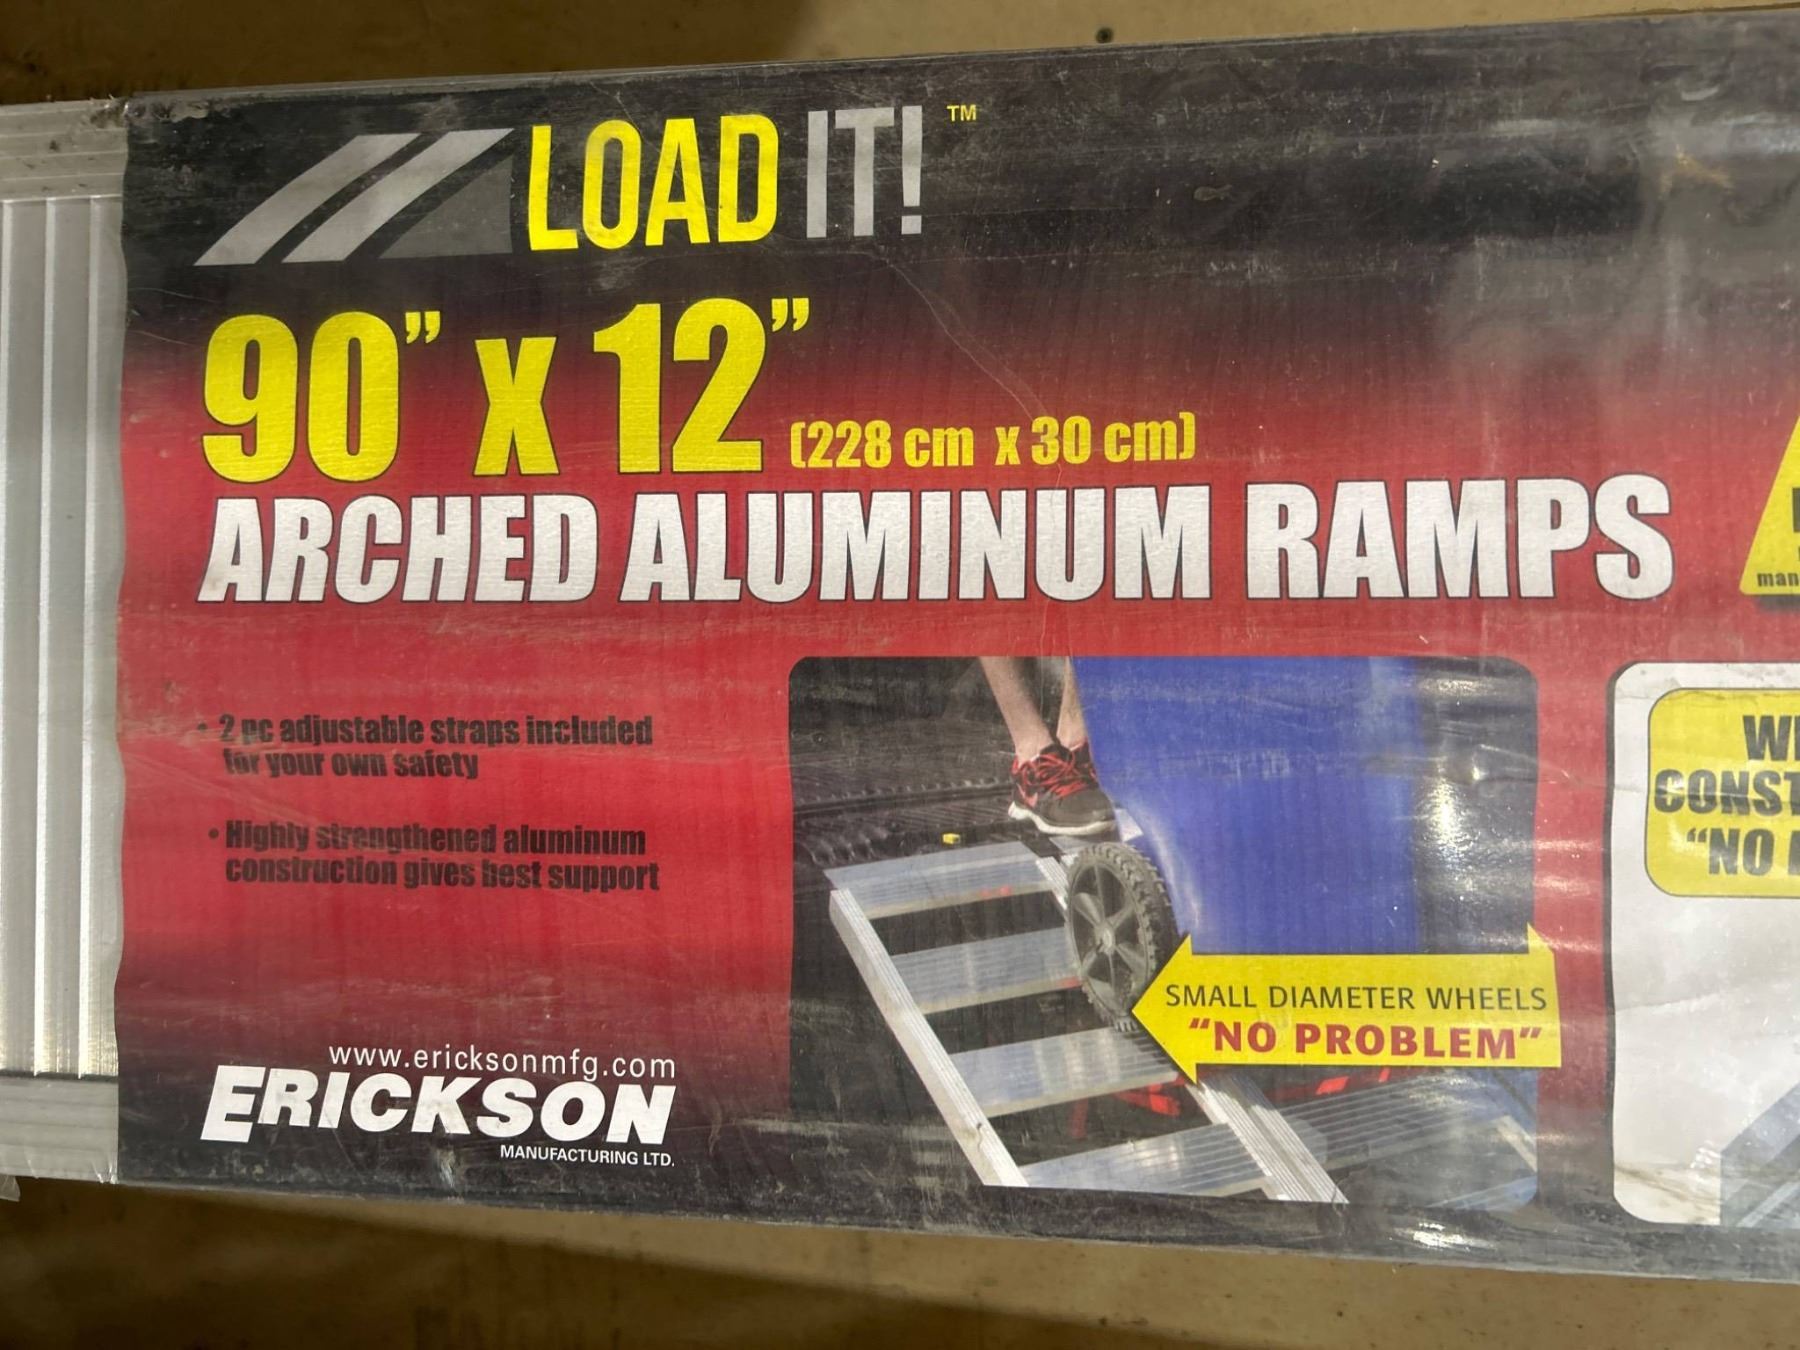 LOAD IT! ™
90” x 12” (228 cm x 30 cm)
ARCHED ALUMINUM RAMPS
• 2 pc adjustable straps included
for your own safety
• Highly strengthened aluminum
construction gives best support
SMALL DIAMETER WHEELS
“NO PROBLEM”
www.ericksonmfg.com
ERICKSON
MANUFACTURING LTD.
“NO